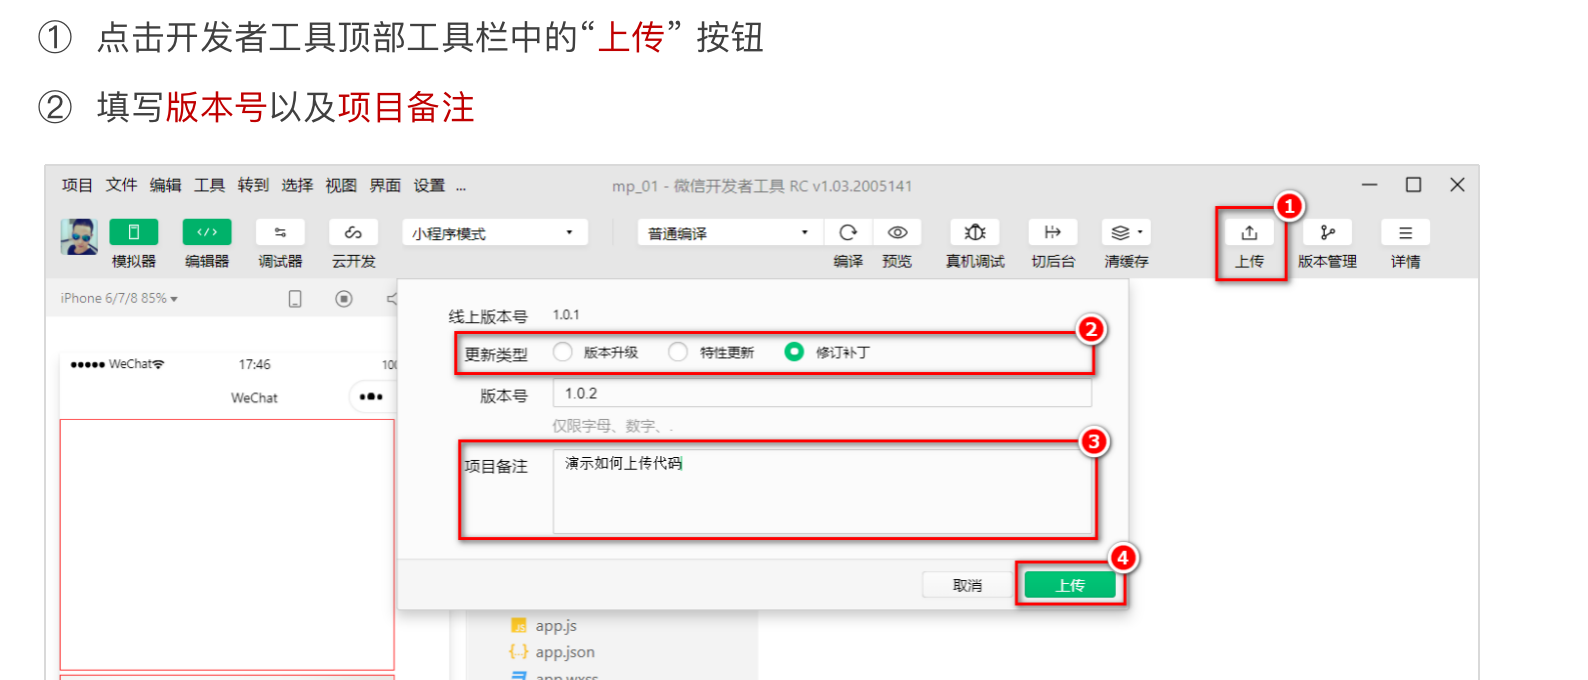 ① 点击开发者工具顶部工具栏中的“上传” 按钮
② 填写版本号以及项目备注
项目 文件 编辑 工具 转到 选择 视图 界面 设置 ... mp_01 - 微信开发者工具 RC v1.03.2005141
小程序模式 普通编译
模拟器 编辑器 调试器 云开发 编译 预览 真机调试 切后台 清缓存 上传 版本管理 详情
1
iPhone 6/7/8 85%
线上版本号 1.0.1
2
更新类型 版本升级 特性更新 修订补丁
WeChat 17:46 100
版本号 1.0.2
WeChat
仅限字母、数字、.
3
项目备注 演示如何上传代码
4
取消 上传
JS app.js
{..} app.json
app.wxss